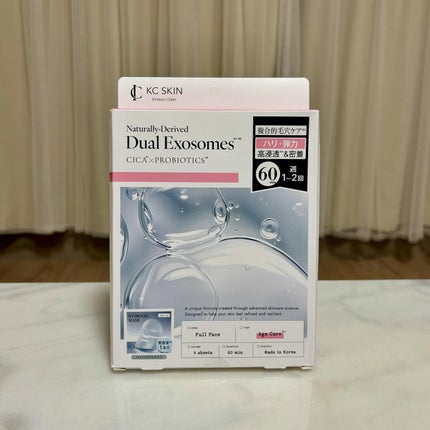 KC SKIN
Kristen Claire
Naturally-Derived
Dual Exosomes
CICA × PROBIOTICS
複合的毛穴ケア
ハリ・弾力
高浸透 &密着
60
週
1~2回
A unique formula created through advanced skincare science.
Designed to help your skin feel refined and resilient.
Full Face
Age Care
4 sheets
60 min
Made in Korea
HYDROGEL
MASK